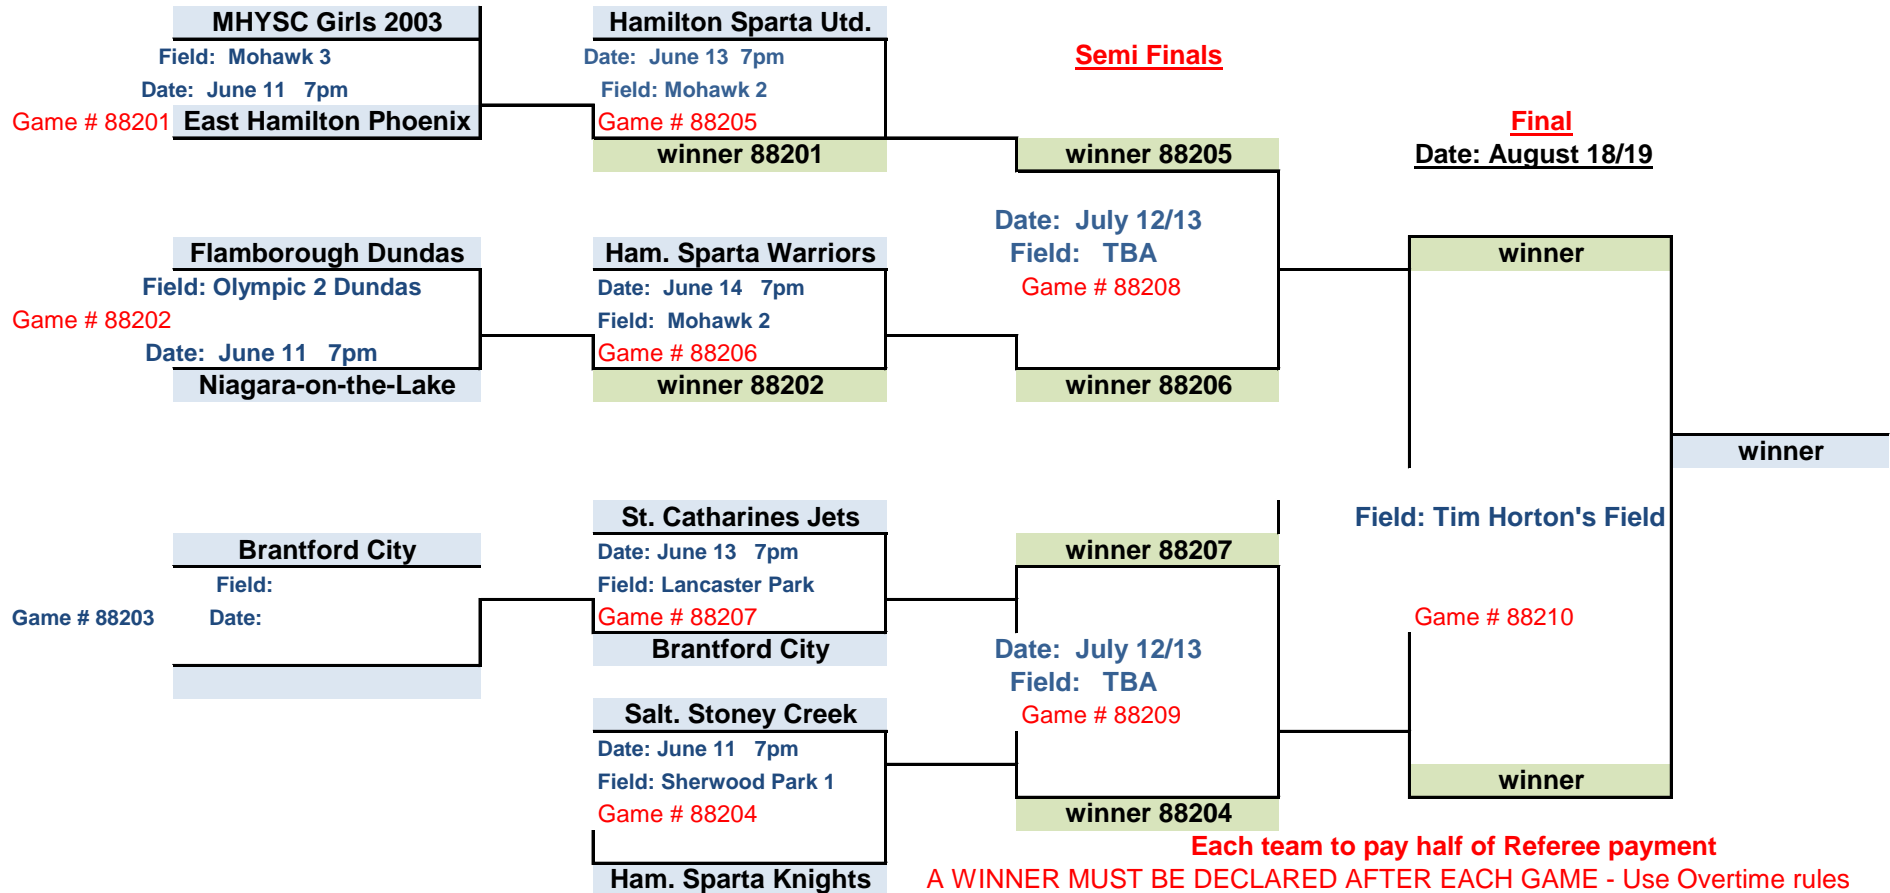 MHYSC Girls 2003
Hamilton Sparta Utd.
Field: Mohawk 3
Date: June 13 7pm
Semi Finals
Date: June 11 7pm
Field: Mohawk 2
Game # 88201
East Hamilton Phoenix
Game # 88205
Final
winner 88201
winner 88205
Date: August 18/19
Date: July 12/13
Flamborough Dundas
Ham. Sparta Warriors
Field: TBA
winner
Field: Olympic 2 Dundas
Date: June 14 7pm
Game # 88208
Game # 88202
Field: Mohawk 2
Date: June 11 7pm
Game # 88206
Niagara-on-the-Lake
winner 88202
winner 88206
winner
St. Catharines Jets
Field: Tim Horton's Field
Brantford City
Date: June 13 7pm
winner 88207
Field:
Field: Lancaster Park
Game # 88203
Date:
Game # 88207
Game # 88210
Brantford City
Date: July 12/13
Field: TBA
Salt. Stoney Creek
Game # 88209
Date: June 11 7pm
Field: Sherwood Park 1
winner
Game # 88204
winner 88204
Each team to pay half of Referee payment
Ham. Sparta Knights
A WINNER MUST BE DECLARED AFTER EACH GAME - Use Overtime rules